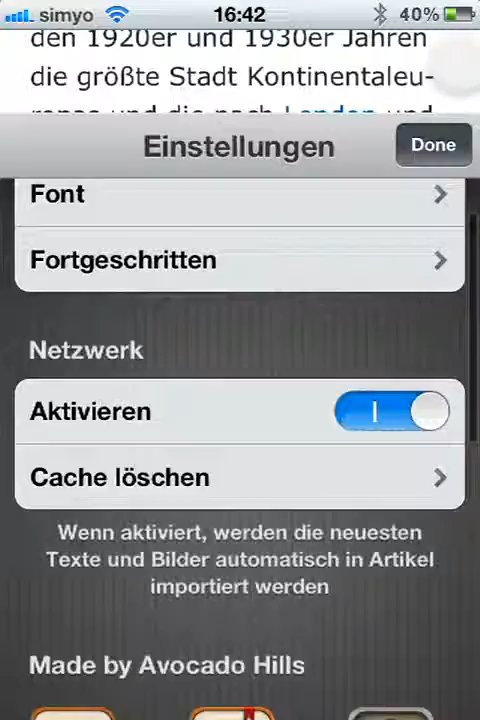 simyo 16:42 40%
den 1920er und 1930er Jahren
die größte Stadt Kontinentaleu-
und die nach London und
Einstellungen Done
Font
Fortgeschritten
Netzwerk
Aktivieren
Cache löschen
Wenn aktiviert, werden die neuesten
Texte und Bilder automatisch in Artikel
importiert werden
Made by Avocado Hills